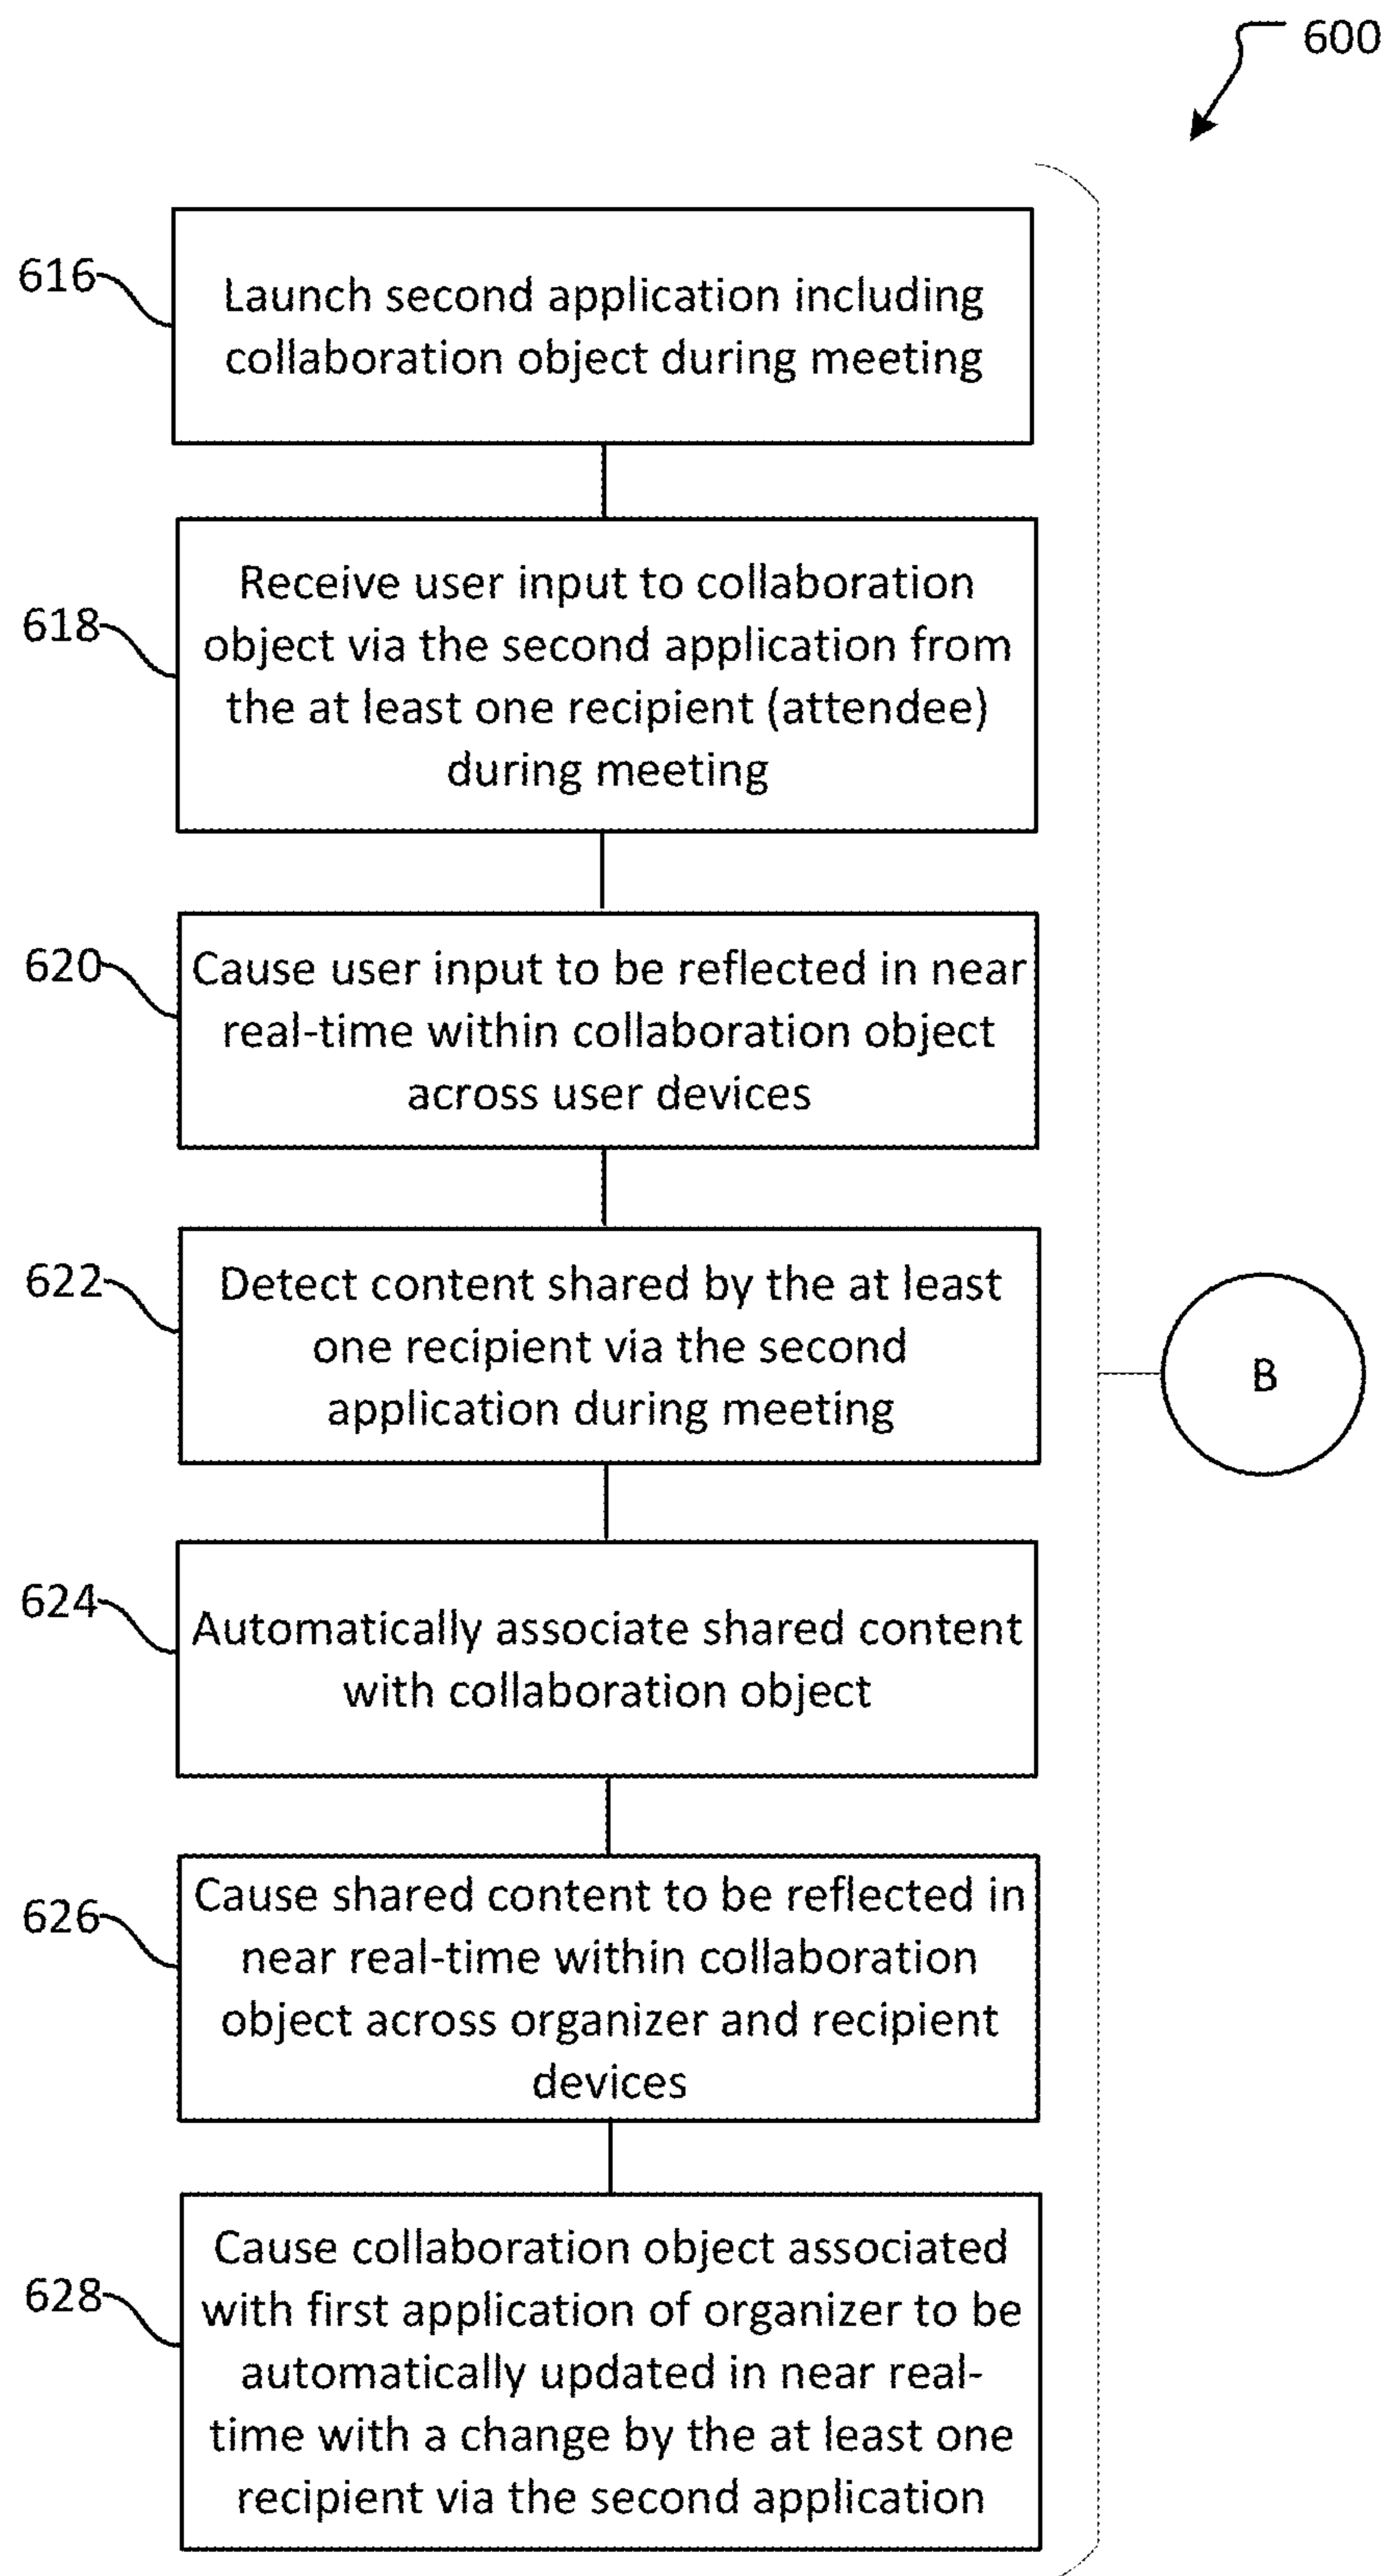 600
616
Launch second application including
collaboration object during meeting
618
Receive user input to collaboration
object via the second application from
the at least one recipient (attendee)
during meeting
620
Cause user input to be reflected in near
real-time within collaboration object
across user devices
622
Detect content shared by the at least
one recipient via the second
application during meeting
B
624
Automatically associate shared content
with collaboration object
626
Cause shared content to be reflected in
near real-time within collaboration
object across organizer and recipient
devices
628
Cause collaboration object associated
with first application of organizer to be
automatically updated in near real-
time with a change by the at least one
recipient via the second application